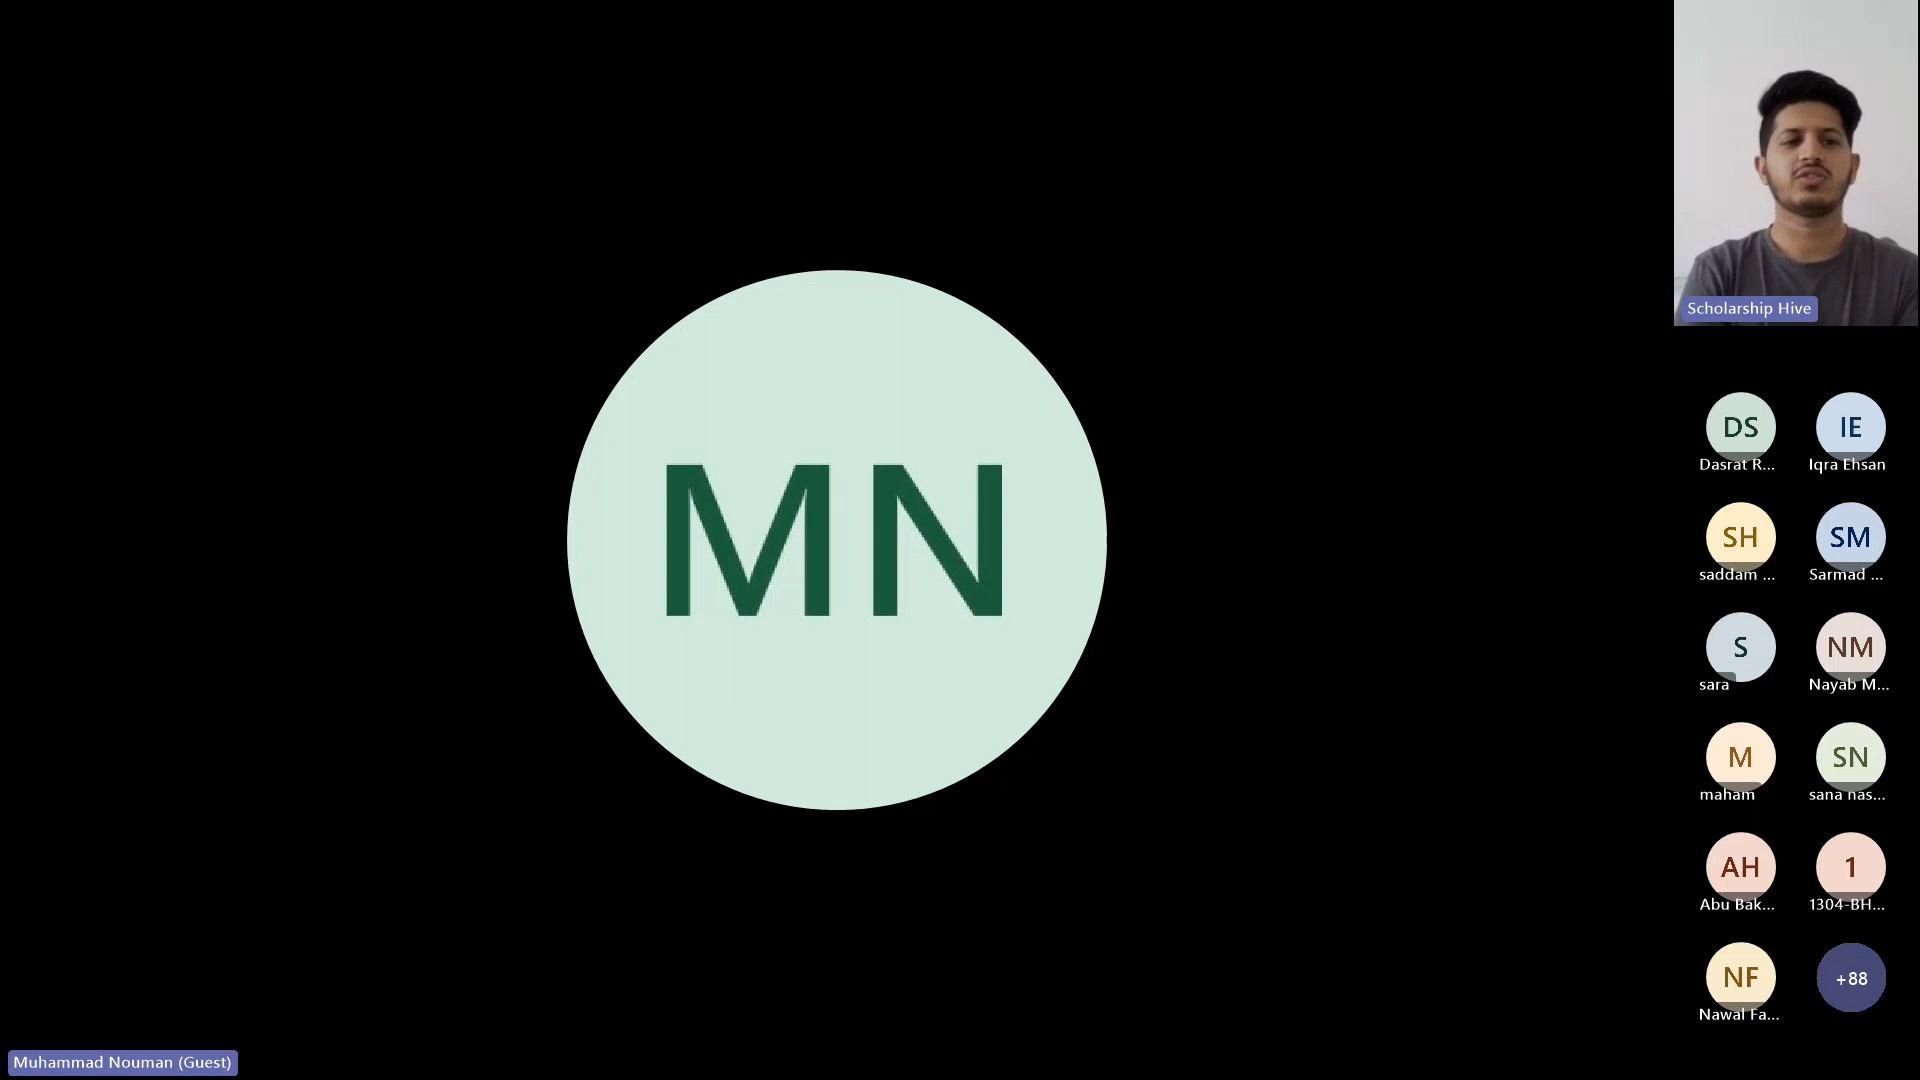 MN
Muhammad Nouman (Guest)
Scholarship Hive
DS
Dasrat R...
IE
Iqra Ehsan
SH
saddam ...
SM
Sarmad ...
S
sara
NM
Nayab M...
M
maham
SN
sana nas...
AH
Abu Bak...
1
1304-BH...
NF
Nawal Fa...
+88